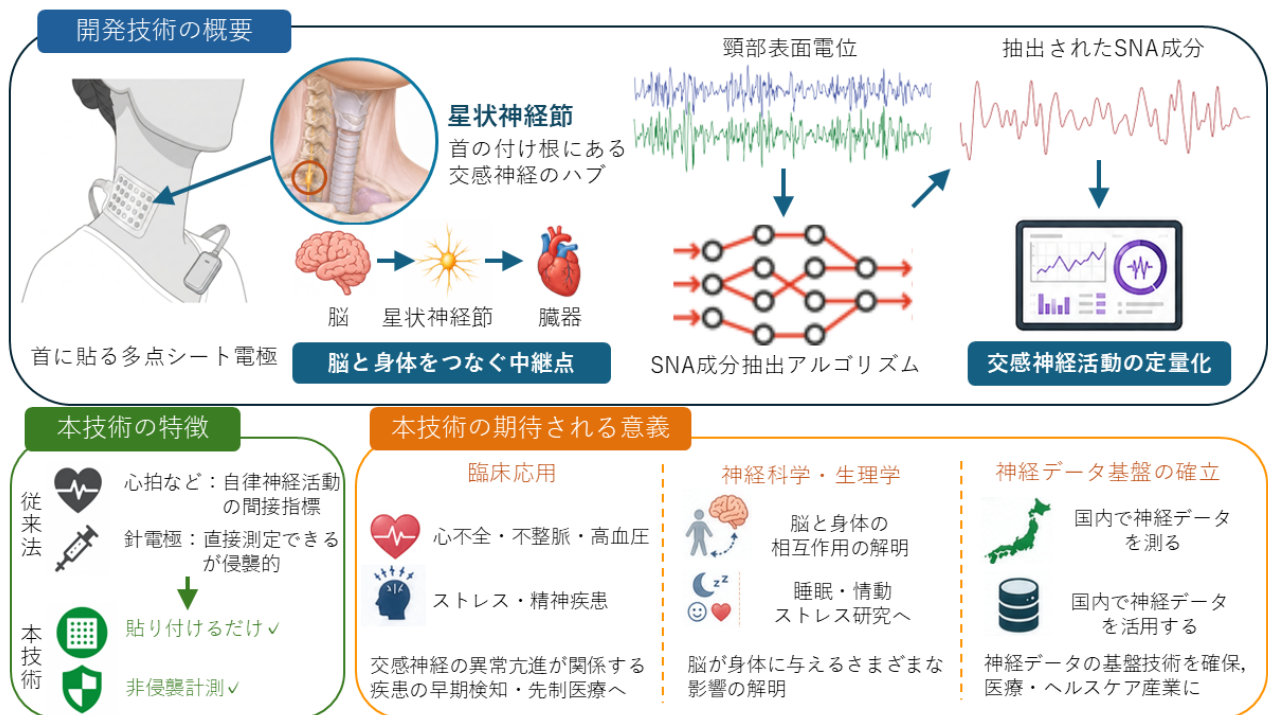 開発技術の概要
星状神経節
首の付け根にある
交感神経のハブ
脳
星状神経節
臓器
首に貼る多点シート電極
脳と身体をつなぐ中継点
頸部表面電位
抽出されたSNA成分
SNA成分抽出アルゴリズム
交感神経活動の定量化
本技術の特徴
従来法
心拍など：自律神経活動
の間接指標
針電極：直接測定できる
が侵襲的
本技術
貼り付けるだけ✓
非侵襲計測✓
本技術の期待される意義
臨床応用
心不全・不整脈・高血圧
ストレス・精神疾患
交感神経の異常亢進が関係する
疾患の早期検知・先制医療へ
神経科学・生理学
脳と身体の
相互作用の解明
zzz
睡眠・情動
ストレス研究へ
脳が身体に与えるさまざまな
影響の解明
神経データ基盤の確立
国内で神経データ
を測る
国内で神経データ
を活用する
神経データの基盤技術を確保,
医療・ヘルスケア産業に